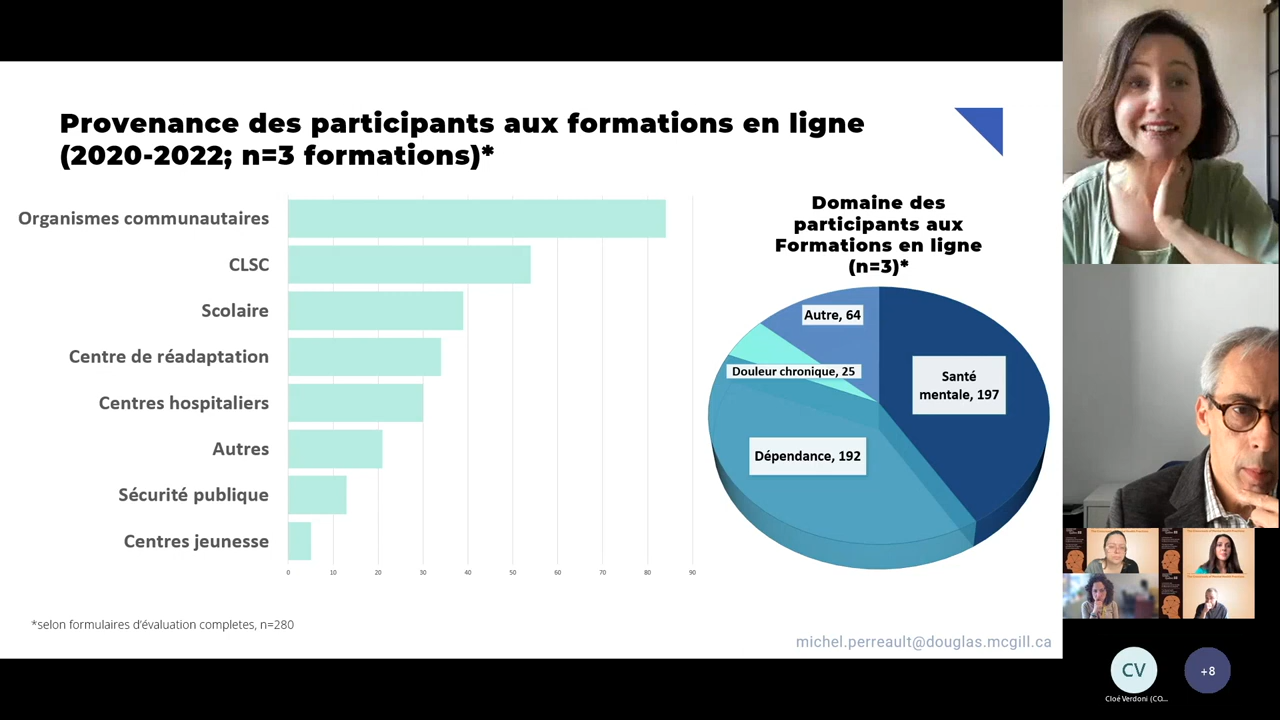 Provenance des participants aux formations en ligne
(2020-2022; n=3 formations)*
Organismes communautaires
CLSC
Scolaire
Centre de réadaptation
Centres hospitaliers
Autres
Sécurité publique
Centres jeunesse
0 10 20 30 40 50 60 70 80 90
Domaine des
participants aux
Formations en ligne
(n=3)*
Autre, 64
Douleur chronique, 25
Santé
mentale, 197
Dépendance, 192
*selon formulaires d'évaluation completes, n=280
michel.perreault@douglas.mcgill.ca
CV
+8
Cloé Verdoni (CO...